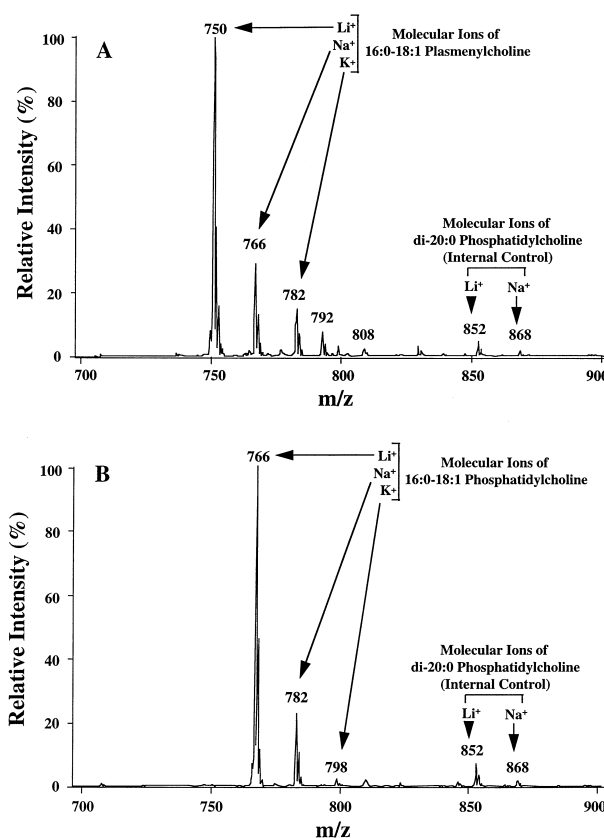 A
750
Li⁺
Na⁺
K⁺
Molecular Ions of
16:0-18:1 Plasmenylcholine
100
80
60
40
20
0
Relative Intensity (%)
766
782
792
808
Molecular Ions of
di-20:0 Phosphatidylcholine
(Internal Control)
Li⁺
Na⁺
852
868
700
750
800
850
900
m/z
B
766
Li⁺
Na⁺
K⁺
Molecular Ions of
16:0-18:1 Phosphatidylcholine
100
80
60
40
20
0
Relative Intensity (%)
782
798
Molecular Ions of
di-20:0 Phosphatidylcholine
(Internal Control)
Li⁺
Na⁺
852
868
700
750
800
850
900
m/z